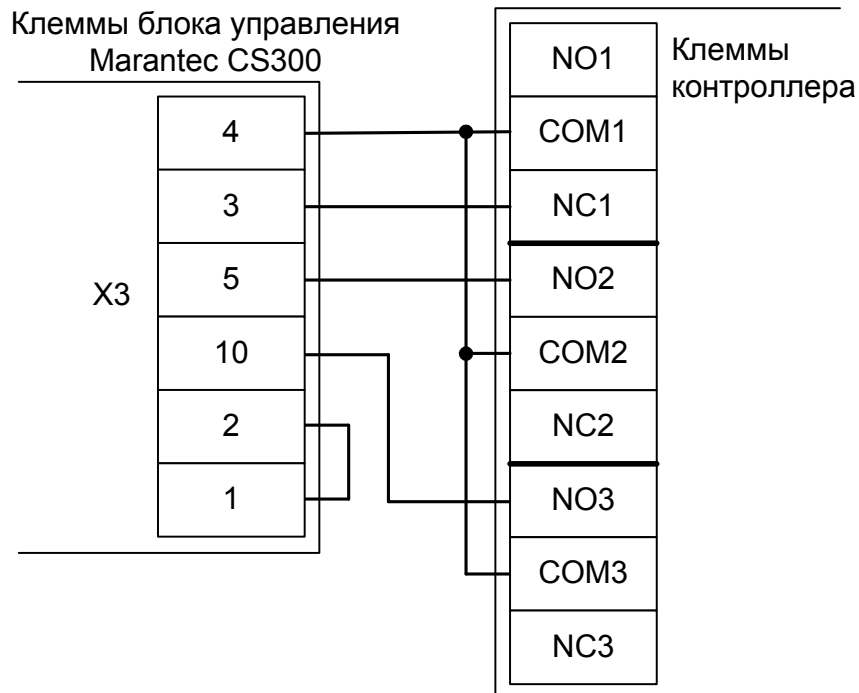 Клеммы блока управления
Marantec CS300
Клеммы
контроллера
X3
4
3
5
10
2
1
NO1
COM1
NC1
NO2
COM2
NC2
NO3
COM3
NC3